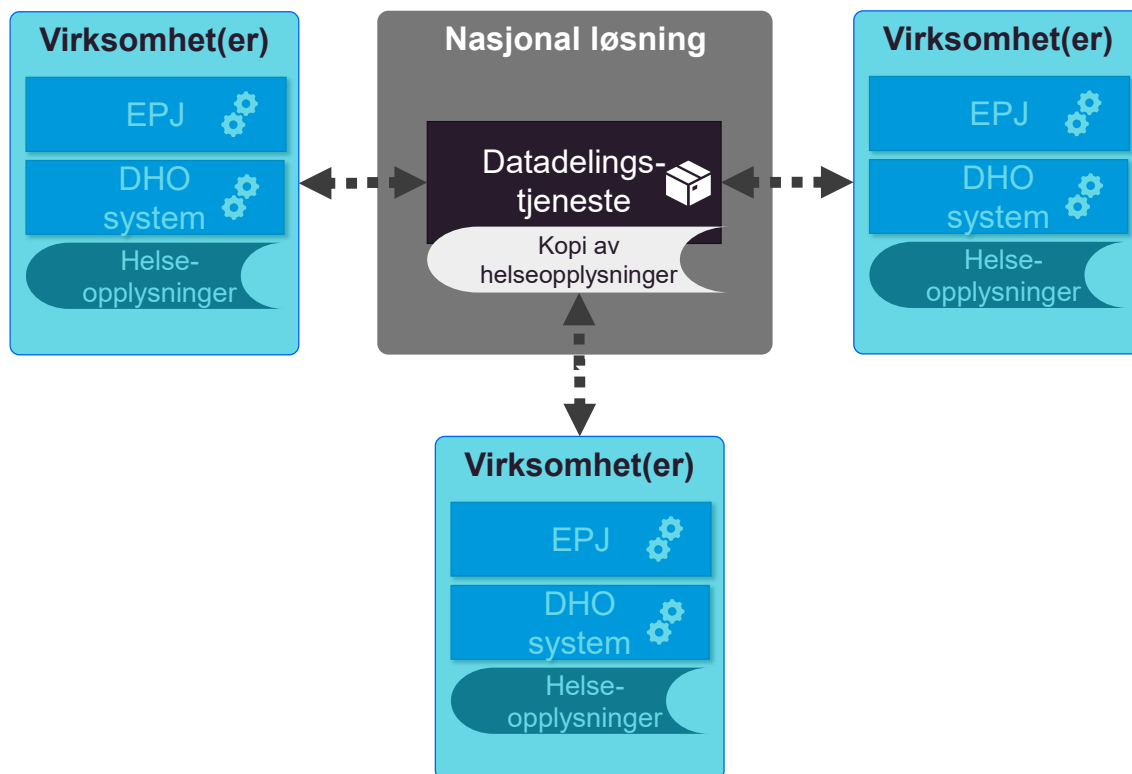 Virksomhet(er)
EPJ
DHO
system
Helse-
opplysninger
Nasjonal løsning
Datadelings-
tjeneste
Kopi av
helseopplysninger
Virksomhet(er)
EPJ
DHO
system
Helse-
opplysninger
Virksomhet(er)
EPJ
DHO
system
Helse-
opplysninger